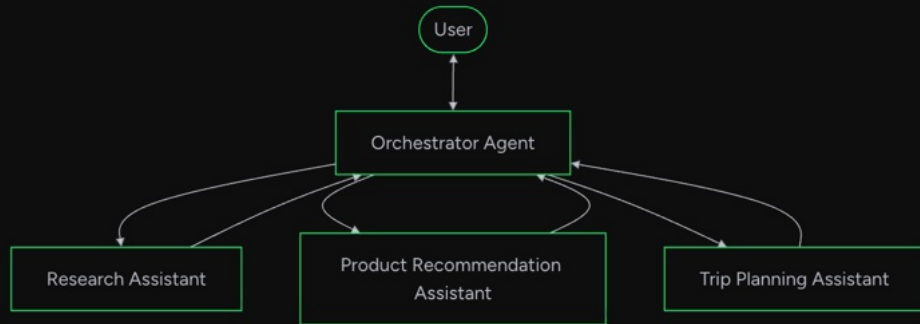 User
Orchestrator Agent
Research Assistant
Product Recommendation
Assistant
Trip Planning Assistant